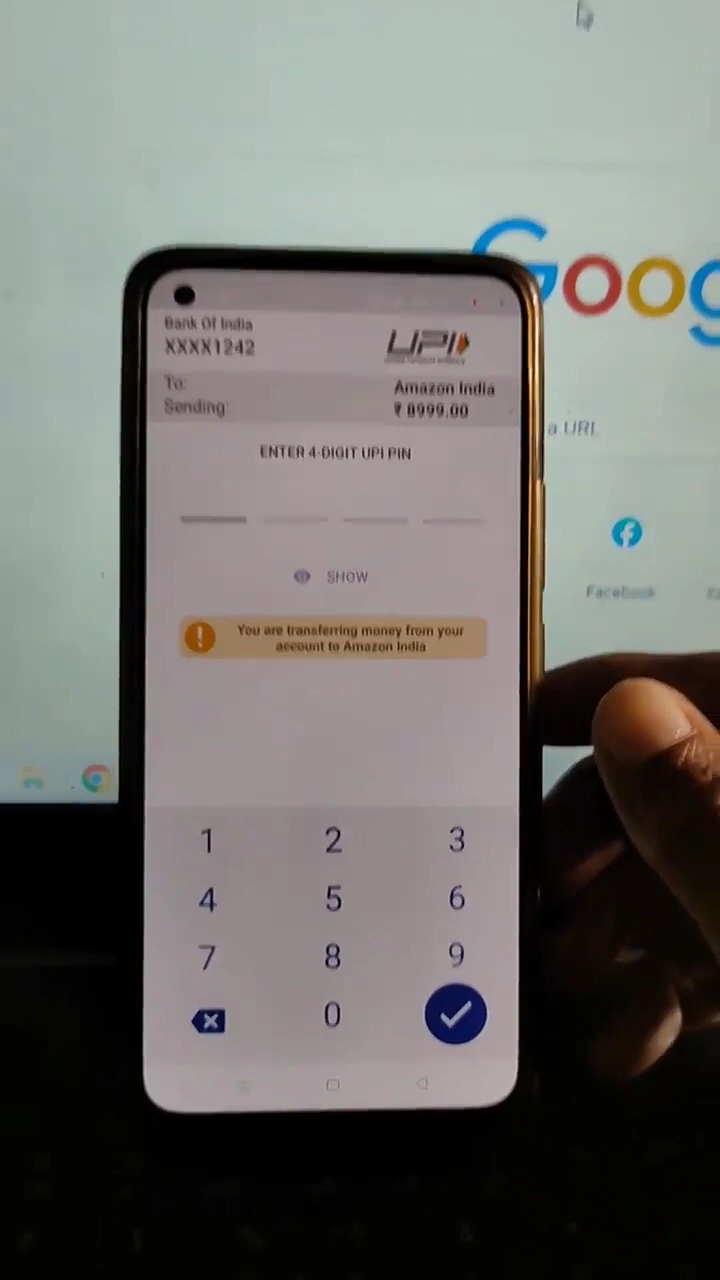 Goog
Bank Of India
XXXX1242
UPI
To:
Amazon India
Sending:
₹ 8999.00
a URL
ENTER 4-DIGIT UPI PIN
SHOW
Facebook
You are transferring money from your
account to Amazon India
1 2 3
4 5 6
7 8 9
0